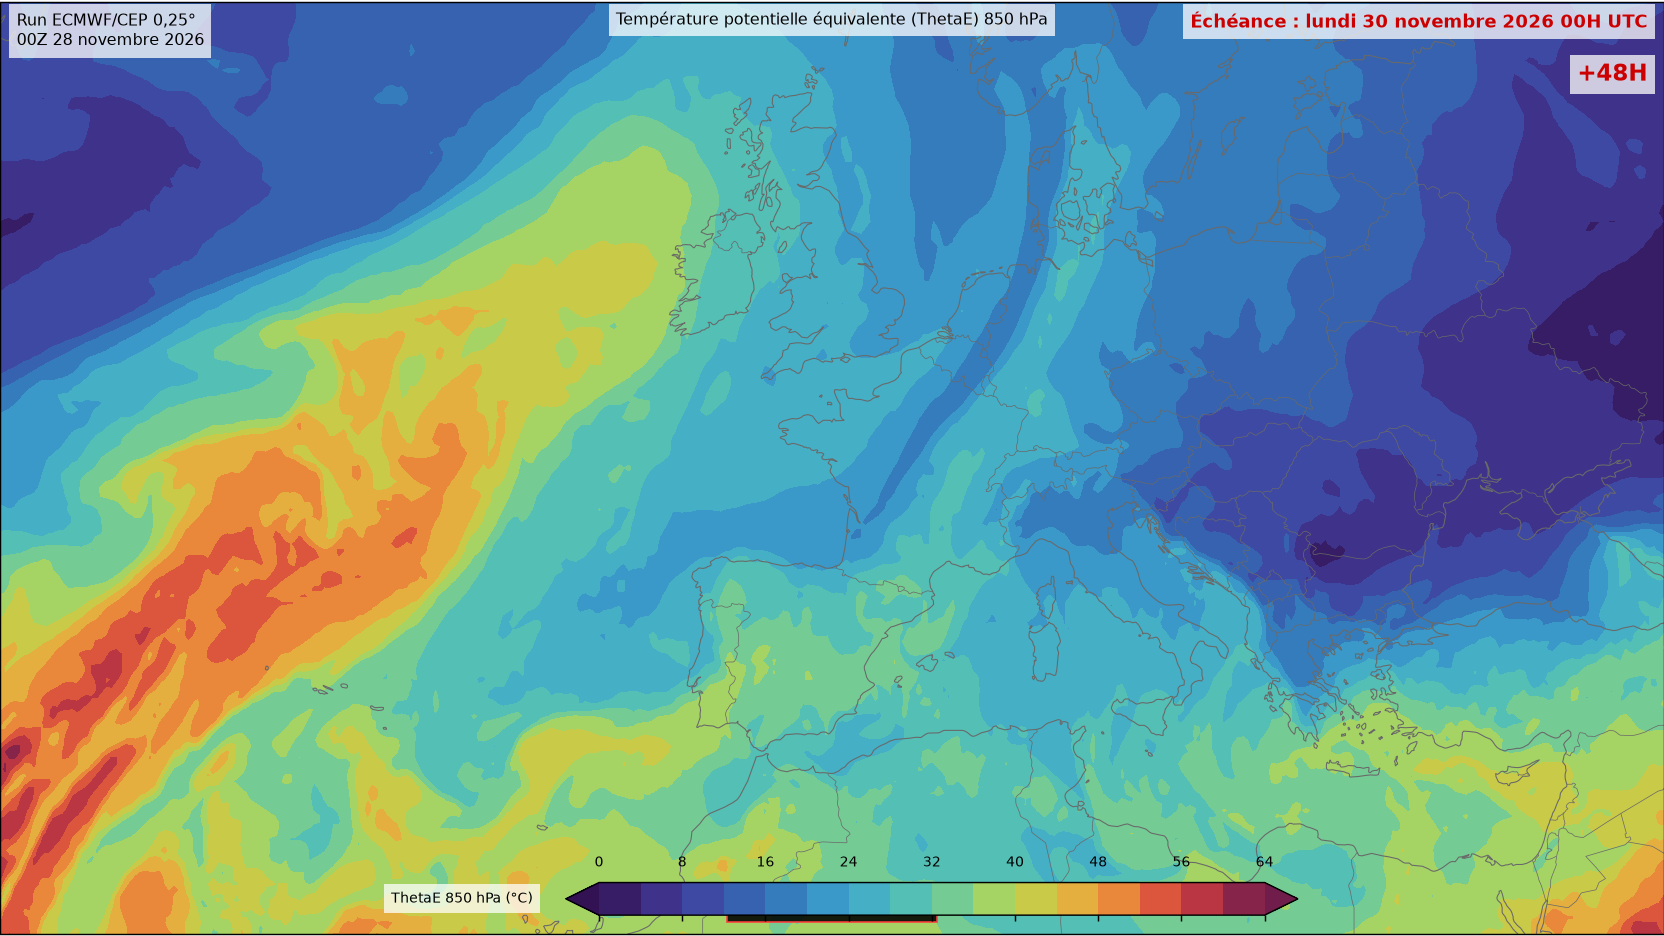 Run ECMWF/CEP 0,25°
00Z 28 novembre 2026
Température potentielle équivalente (ThetaE) 850 hPa
Échéance : lundi 30 novembre 2026 00H UTC
+48H
0 8 16 24 32 40 48 56 64
ThetaE 850 hPa (°C)